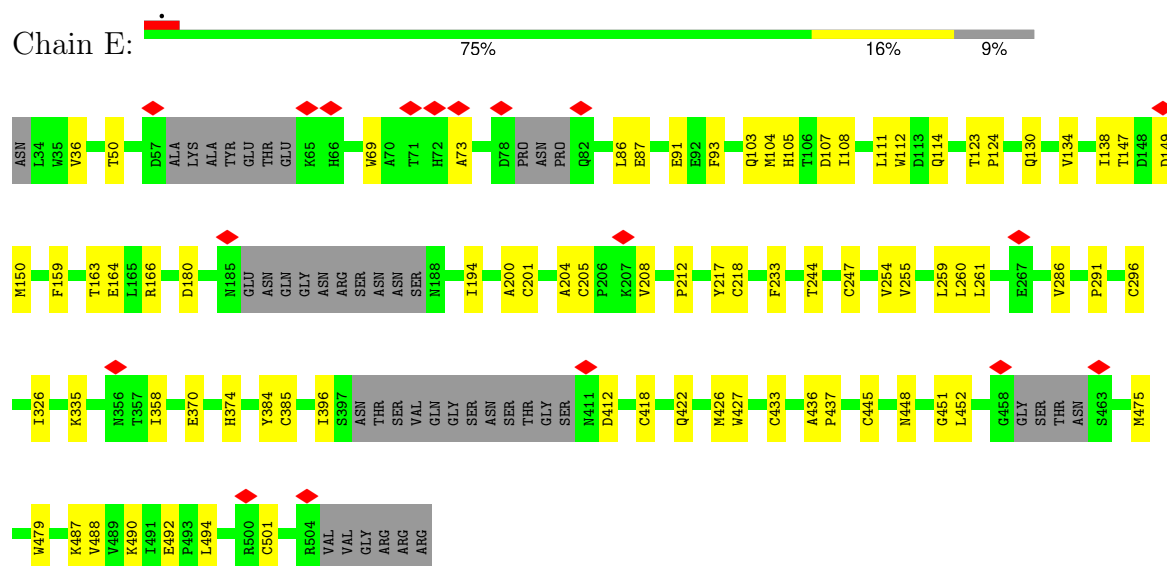 Chain E:
75% 16% 9%
ASN L34 W35 V36 T50 D57 ALA LYS ALA TYR GLU THR GLU K65 H66 W69 A70 T71 H72 A73 D78 PRO ASN PRO Q82 L86 E87 E91 E92 F93 Q103 M104 H105 T106 D107 I108 L111 W112 D113 Q114 T123 P124 Q130 V134 I138 T147 D148 D149
M150 F159 T163 E164 L165 R166 D180 N185 GLU ASN GLN GLY ASN ARG SER ASN ASN SER N188 I194 A200 C201 A204 C205 P206 K207 V208 P212 Y217 C218 F233 T244 C247 V254 V255 L259 L260 L261 E267 V286 P291 C296
I326 K335 N356 T357 I358 E370 H374 Y384 C385 I396 S397 ASN THR SER VAL GLN GLY SER ASN SER THR GLY SER N411 D412 C418 Q422 M426 W427 C433 A436 P437 C445 N448 G451 L452 G458 GLY SER THR ASN S463 M475
W479 K487 V488 V489 K490 I491 E492 P493 L494 R500 C501 R504 VAL VAL GLY ARG ARG ARG